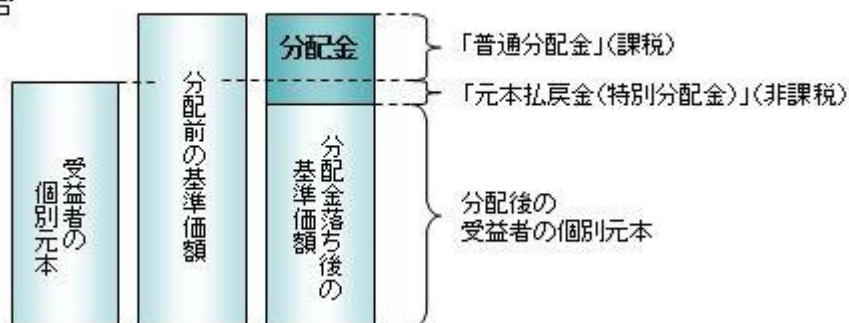 受益者の
個別元本
分配前の基準価額
分配金
分配金落ち後の
基準価額
「普通分配金」(課税)
「元本払戻金(特別分配金)」(非課税)
分配後の
受益者の個別元本